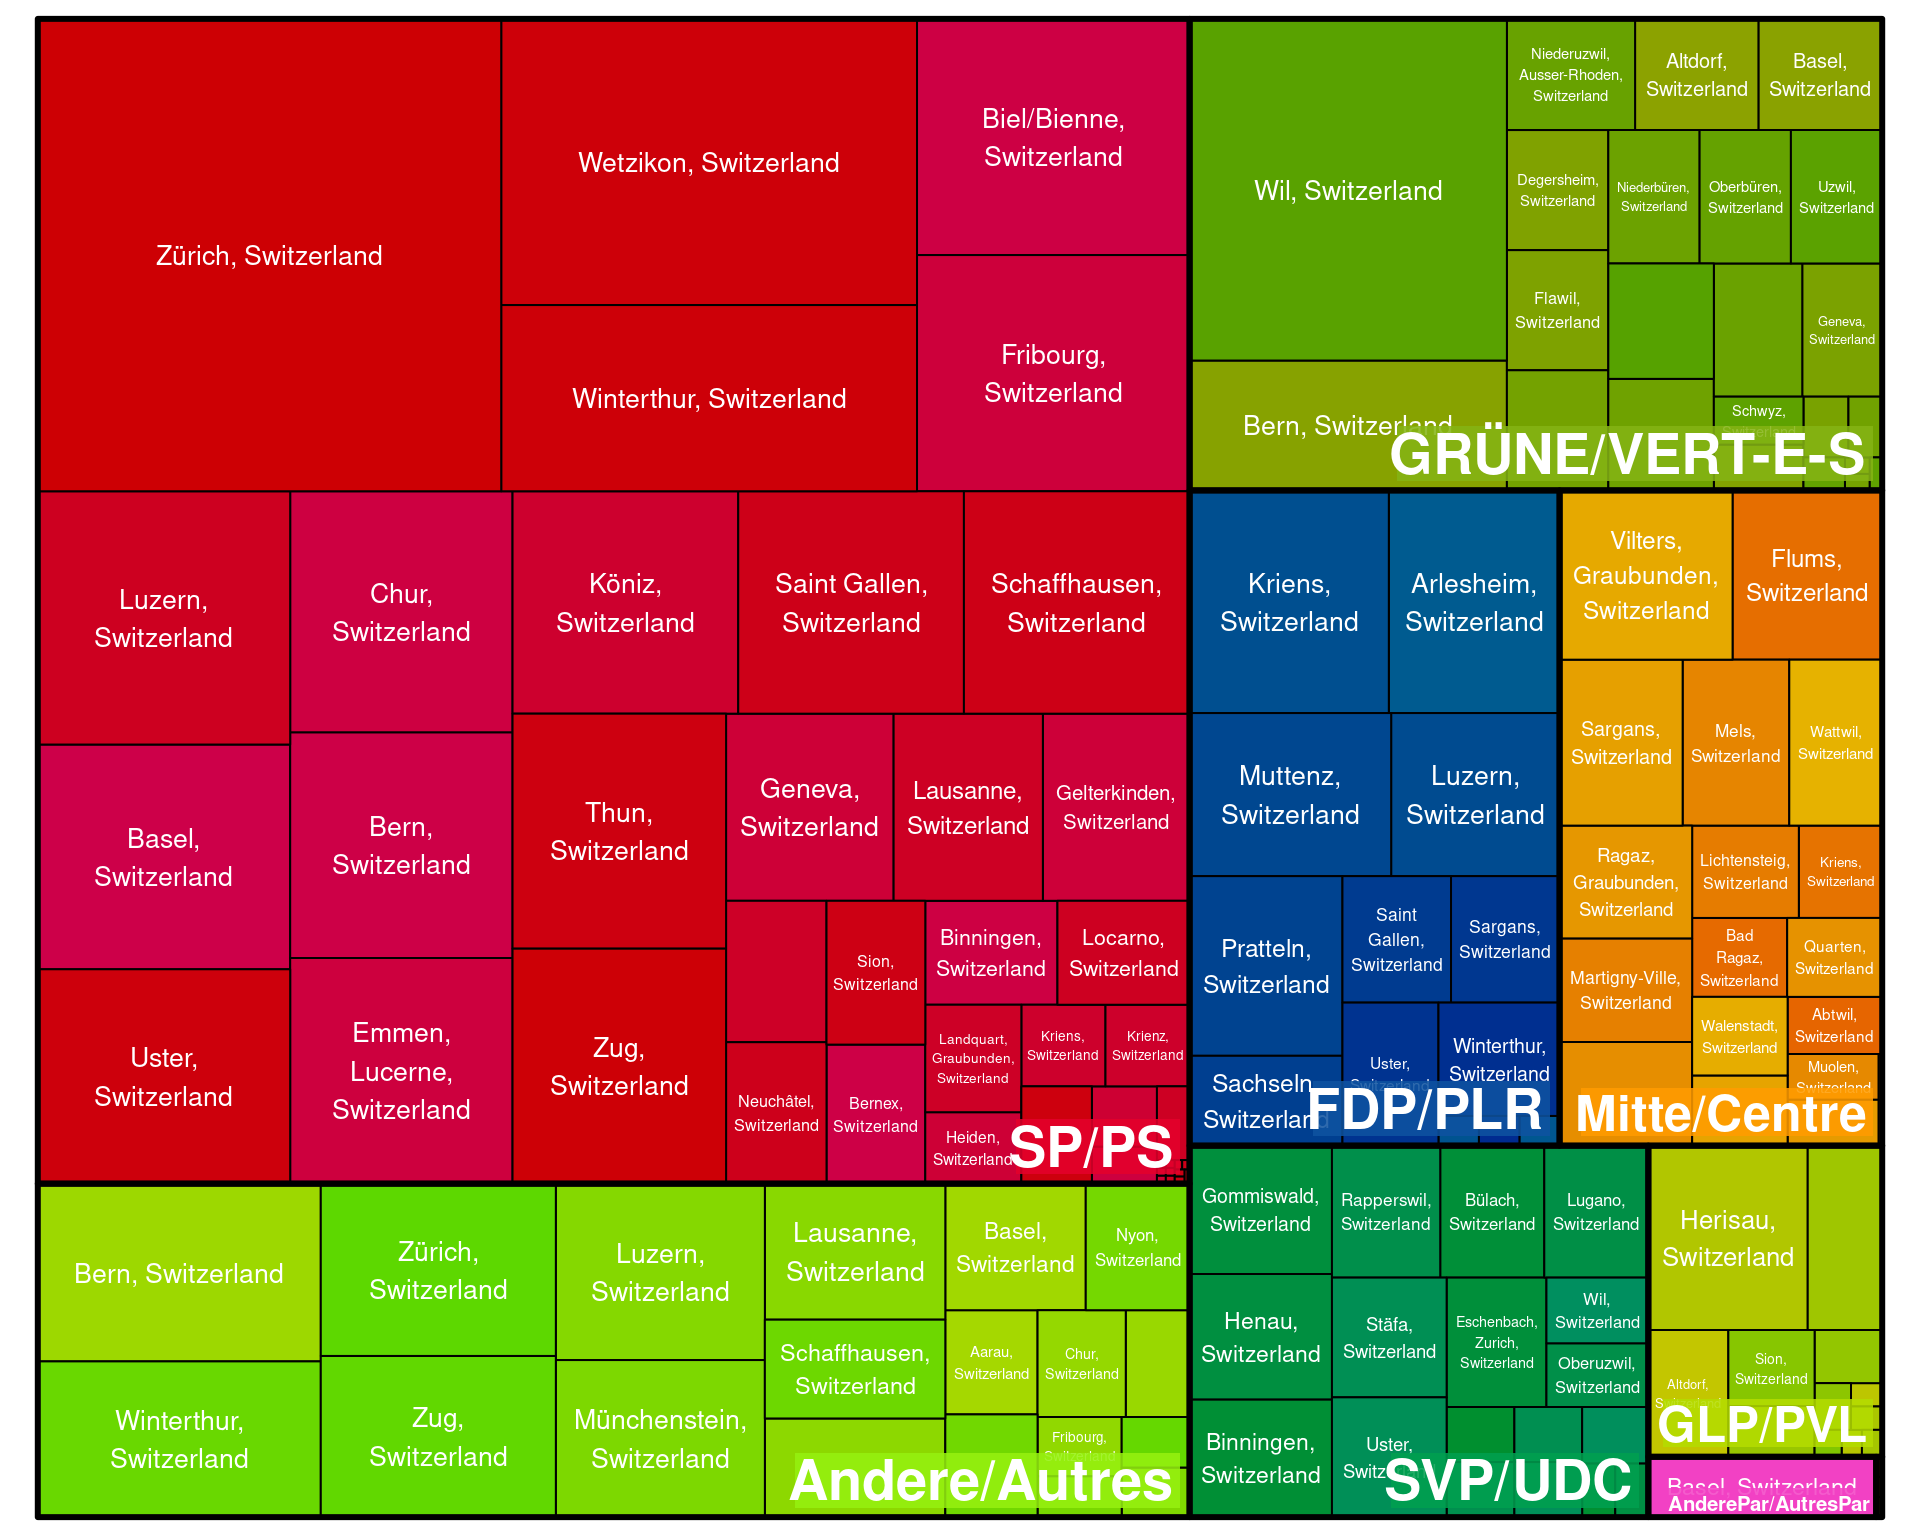 Zürich, Switzerland
Wetzikon, Switzerland
Winterthur, Switzerland
Biel/Bienne,
Switzerland
Fribourg,
Switzerland
Luzern,
Switzerland
Basel,
Switzerland
Uster,
Switzerland
Chur,
Switzerland
Bern,
Switzerland
Emmen,
Lucerne,
Switzerland
Köniz,
Switzerland
Saint Gallen,
Switzerland
Schaffhausen,
Switzerland
Thun,
Switzerland
Zug,
Switzerland
Geneva,
Switzerland
Lausanne,
Switzerland
Gelterkinden,
Switzerland
Neuchâtel,
Switzerland
Sion,
Switzerland
Bernex,
Switzerland
Binningen,
Switzerland
Locarno,
Switzerland
Landquart,
Graubunden,
Switzerland
Kriens,
Switzerland
Krienz,
Switzerland
Heiden,
Switzerland
SP/PS
Bern, Switzerland
Winterthur,
Switzerland
Zürich,
Switzerland
Zug,
Switzerland
Luzern,
Switzerland
Münchenstein,
Switzerland
Lausanne,
Switzerland
Schaffhausen,
Switzerland
Basel,
Switzerland
Nyon,
Switzerland
Aarau,
Switzerland
Chur,
Switzerland
Fribourg,
Switzerland
Andere/Autres
Wil, Switzerland
Bern, Switzerland
Niederuzwil,
Ausser-Rhoden,
Switzerland
Altdorf,
Switzerland
Basel,
Switzerland
Degersheim,
Switzerland
Niederbüren,
Switzerland
Oberbüren,
Switzerland
Uzwil,
Switzerland
Flawil,
Switzerland
Geneva,
Switzerland
Schwyz,
Switzerland
GRÜNE/VERT-E-S
Kriens,
Switzerland
Arlesheim,
Switzerland
Muttenz,
Switzerland
Luzern,
Switzerland
Pratteln,
Switzerland
Saint
Gallen,
Switzerland
Sargans,
Switzerland
Sachseln,
Switzerland
Uster,
Switzerland
Winterthur,
Switzerland
FDP/PLR
Vilters,
Graubunden,
Switzerland
Flums,
Switzerland
Sargans,
Switzerland
Mels,
Switzerland
Wattwil,
Switzerland
Ragaz,
Graubunden,
Switzerland
Lichtensteig,
Switzerland
Kriens,
Switzerland
Martigny-Ville,
Switzerland
Bad
Ragaz,
Switzerland
Quarten,
Switzerland
Walenstadt,
Switzerland
Abtwil,
Switzerland
Muolen,
Switzerland
Mitte/Centre
Gommiswald,
Switzerland
Rapperswil,
Switzerland
Bülach,
Switzerland
Lugano,
Switzerland
Henau,
Switzerland
Stäfa,
Switzerland
Eschenbach,
Zurich,
Switzerland
Wil,
Switzerland
Oberuzwil,
Switzerland
Binningen,
Switzerland
Uster,
Switzerland
SVP/UDC
Herisau,
Switzerland
Altdorf,
Switzerland
Sion,
Switzerland
GLP/PVL
Basel, Switzerland
AnderePar/AutresPar